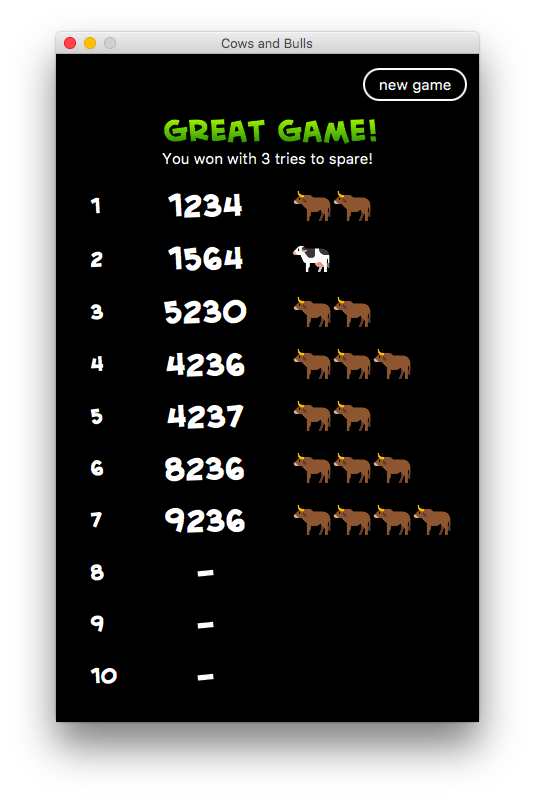 Cows and Bulls
new game
GREAT GAME!
You won with 3 tries to spare!
1 1234
2 1564
3 5230
4 4236
5 4237
6 8236
7 9236
8 -
9 -
10 -